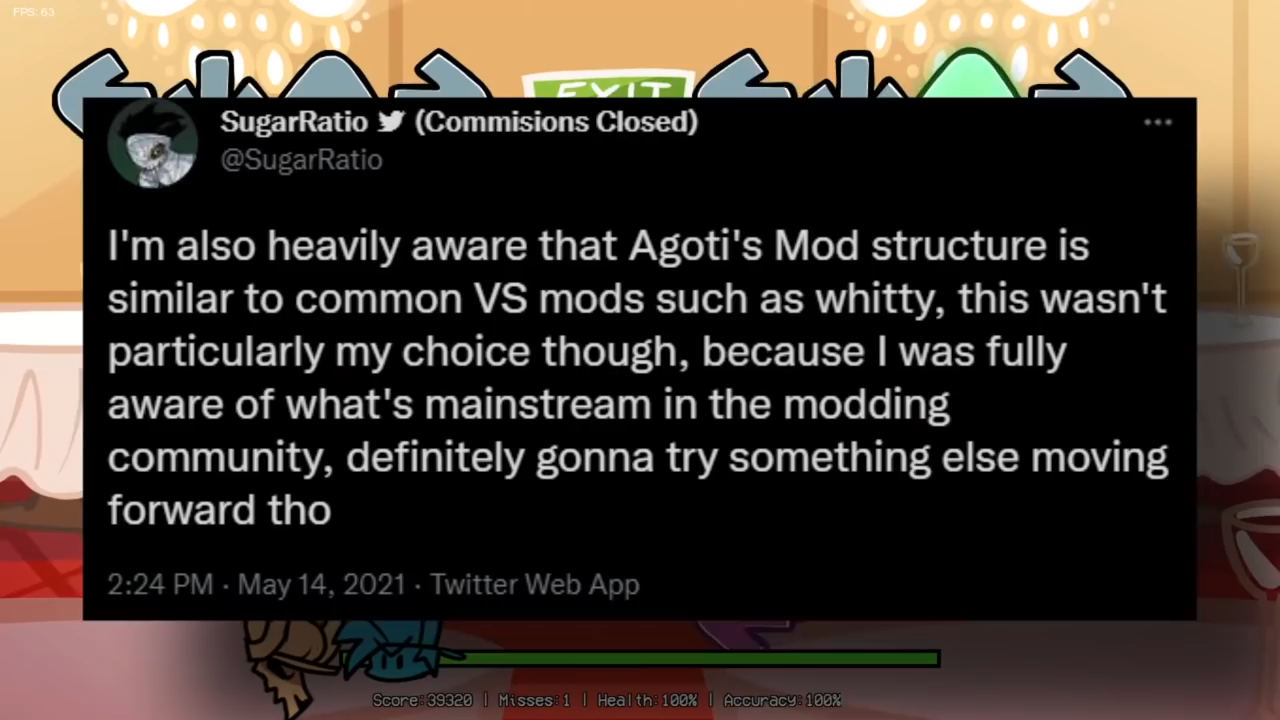 FPS: 63
EXIT
SugarRatio (Commisions Closed)
@SugarRatio
I'm also heavily aware that Agoti's Mod structure is
similar to common VS mods such as whitty, this wasn't
particularly my choice though, because I was fully
aware of what's mainstream in the modding
community, definitely gonna try something else moving
forward tho
2:24 PM · May 14, 2021 · Twitter Web App
Score:39320 | Misses:1 | Health:100% | Accuracy:100%